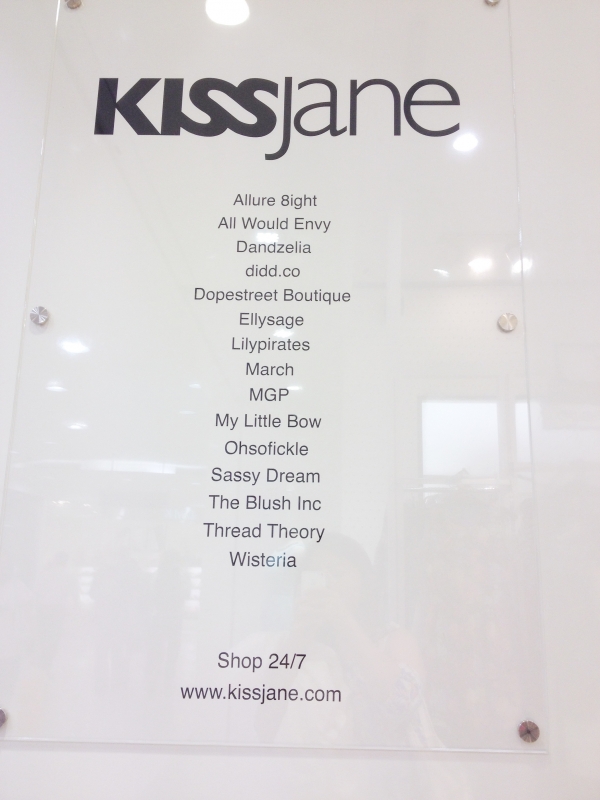 KISSJane
Allure 8ight
All Would Envy
Dandzelia
didd.co
Dopestreet Boutique
Ellysage
Lilypirates
March
MGP
My Little Bow
Ohsofickle
Sassy Dream
The Blush Inc
Thread Theory
Wisteria
Shop 24/7
www.kissjane.com